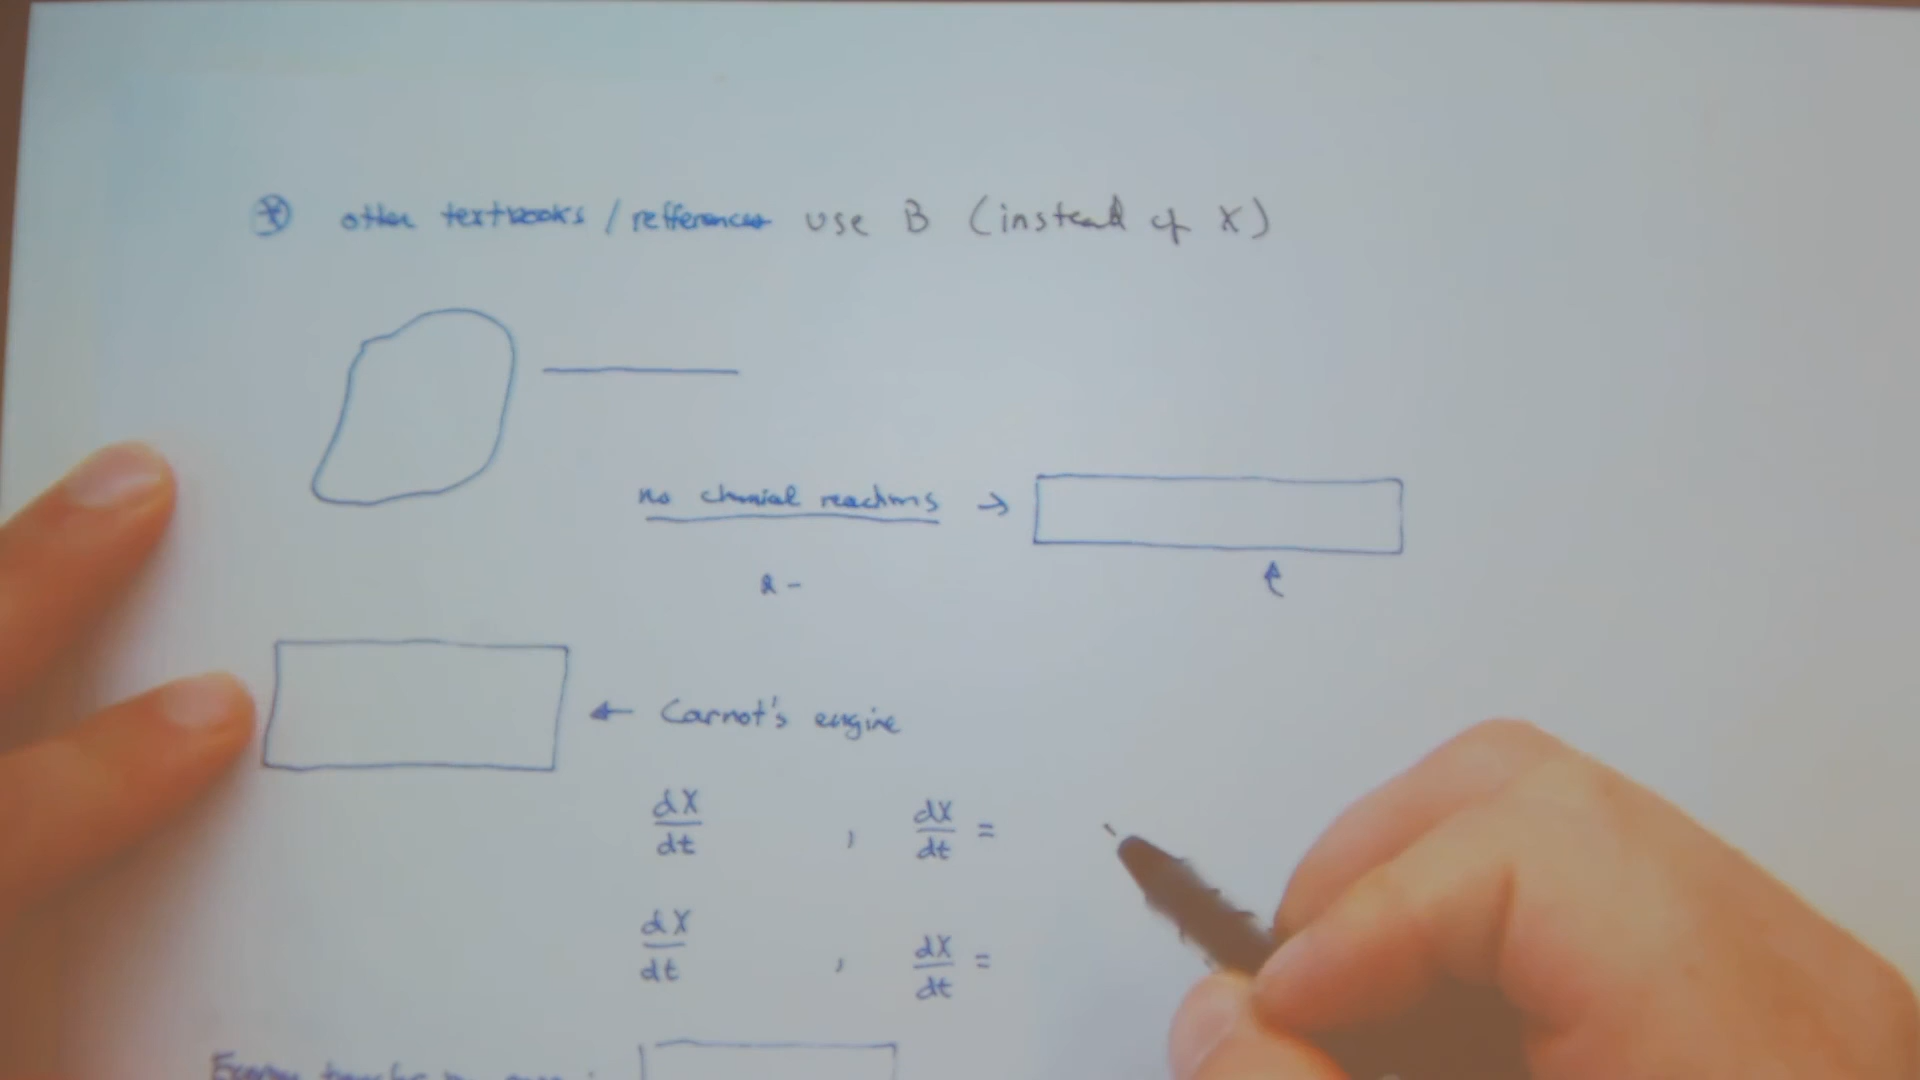 ⊛ other textbooks / refferences use B (instead of X)
no chemical reactions →
&-
← Carnot's engine
dX/dt , dX/dt =
dX/dt , dX/dt =